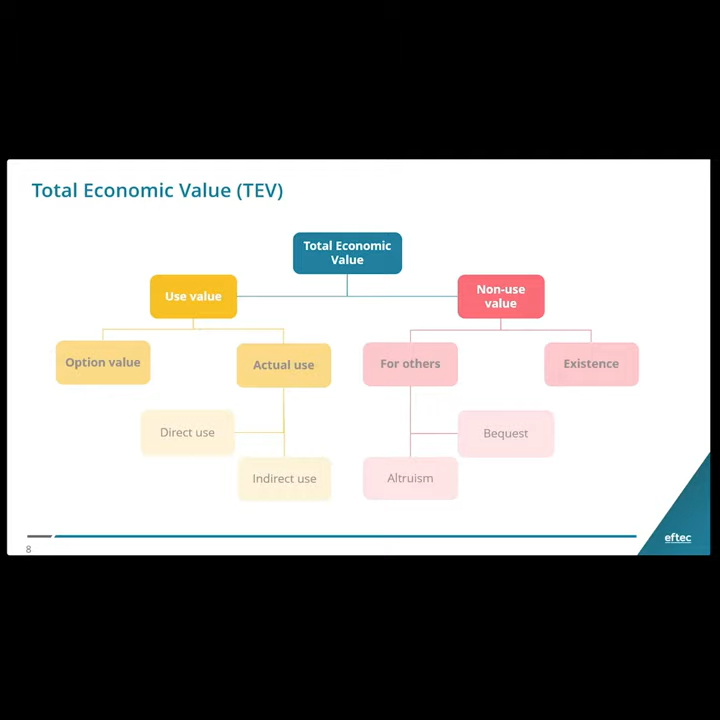 Total Economic Value (TEV)
Total Economic
Value
Use value
Non-use
value
Option value
Actual use
For others
Existence
Direct use
Bequest
Indirect use
Altruism
eftec
8